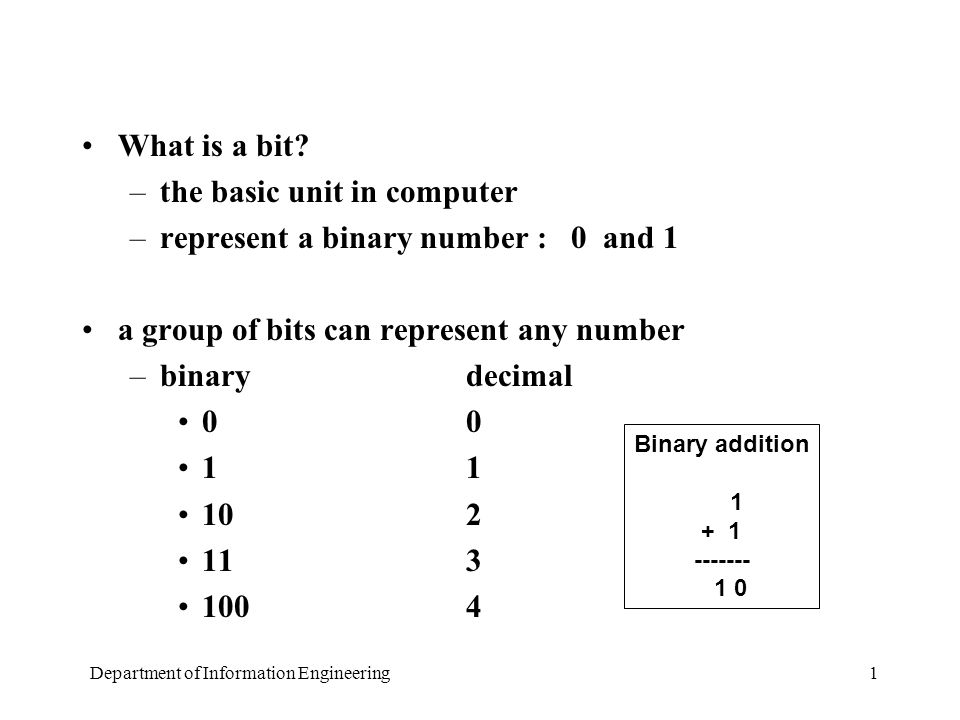 • What is a bit?
– the basic unit in computer
– represent a binary number : 0 and 1
• a group of bits can represent any number
– binary decimal
• 0 0
• 1 1
• 10 2
• 11 3
• 100 4
Binary addition
1
+ 1
-------
1 0
Department of Information Engineering 1